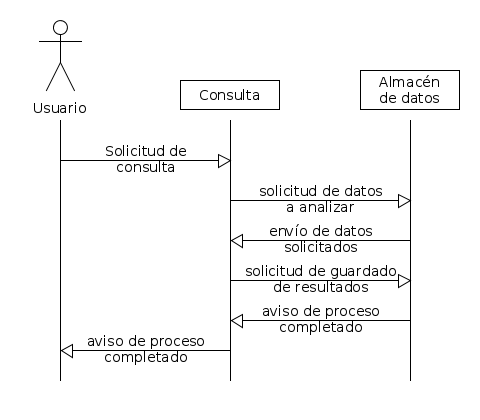 Usuario
Consulta
Almacén
de datos
Solicitud de
consulta
solicitud de datos
a analizar
envío de datos
solicitados
solicitud de guardado
de resultados
aviso de proceso
completado
aviso de proceso
completado